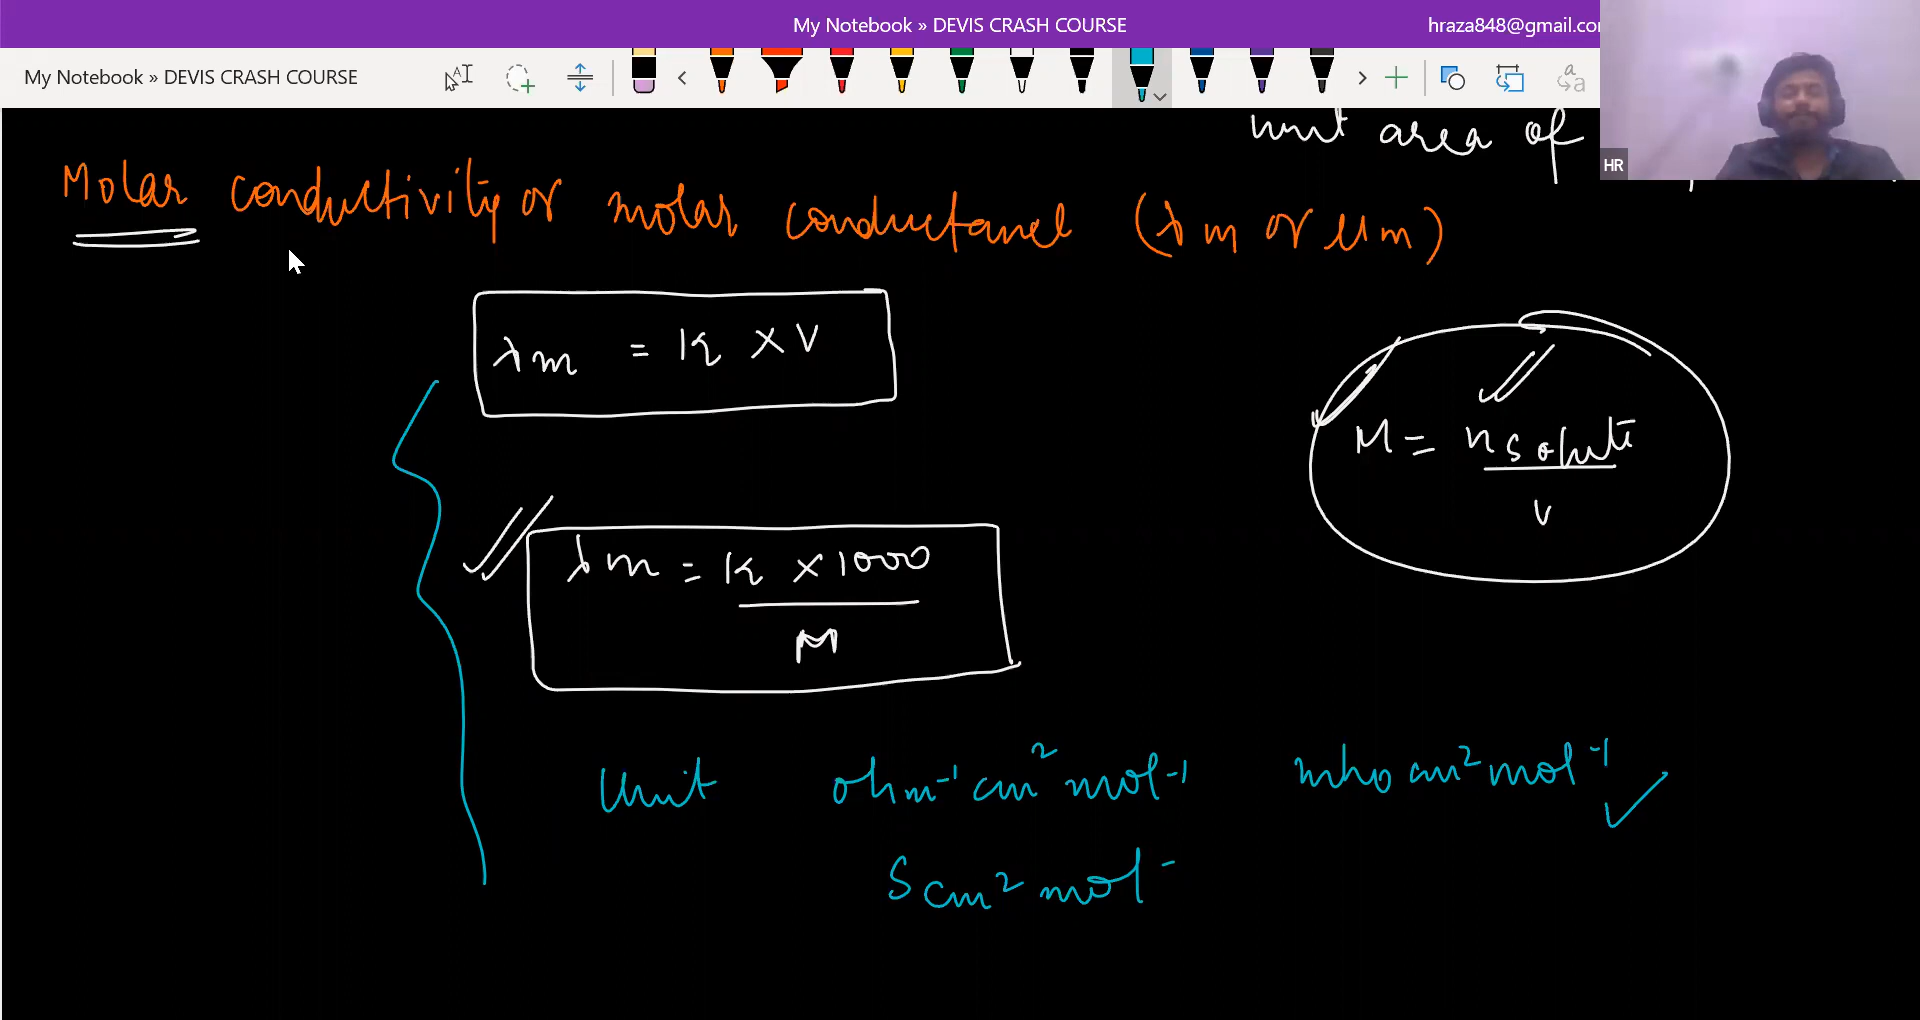 My Notebook » DEVIS CRASH COURSE
hraza848@gmail.co
My Notebook » DEVIS CRASH COURSE
HR
unit area of
Molar conductivity or molar conductance (λm or μm)
λm = K × V
M = nsolute
V
λm = K × 1000
M
Unit ohm⁻¹ cm² mol⁻¹ mho cm² mol⁻¹
S cm² mol⁻